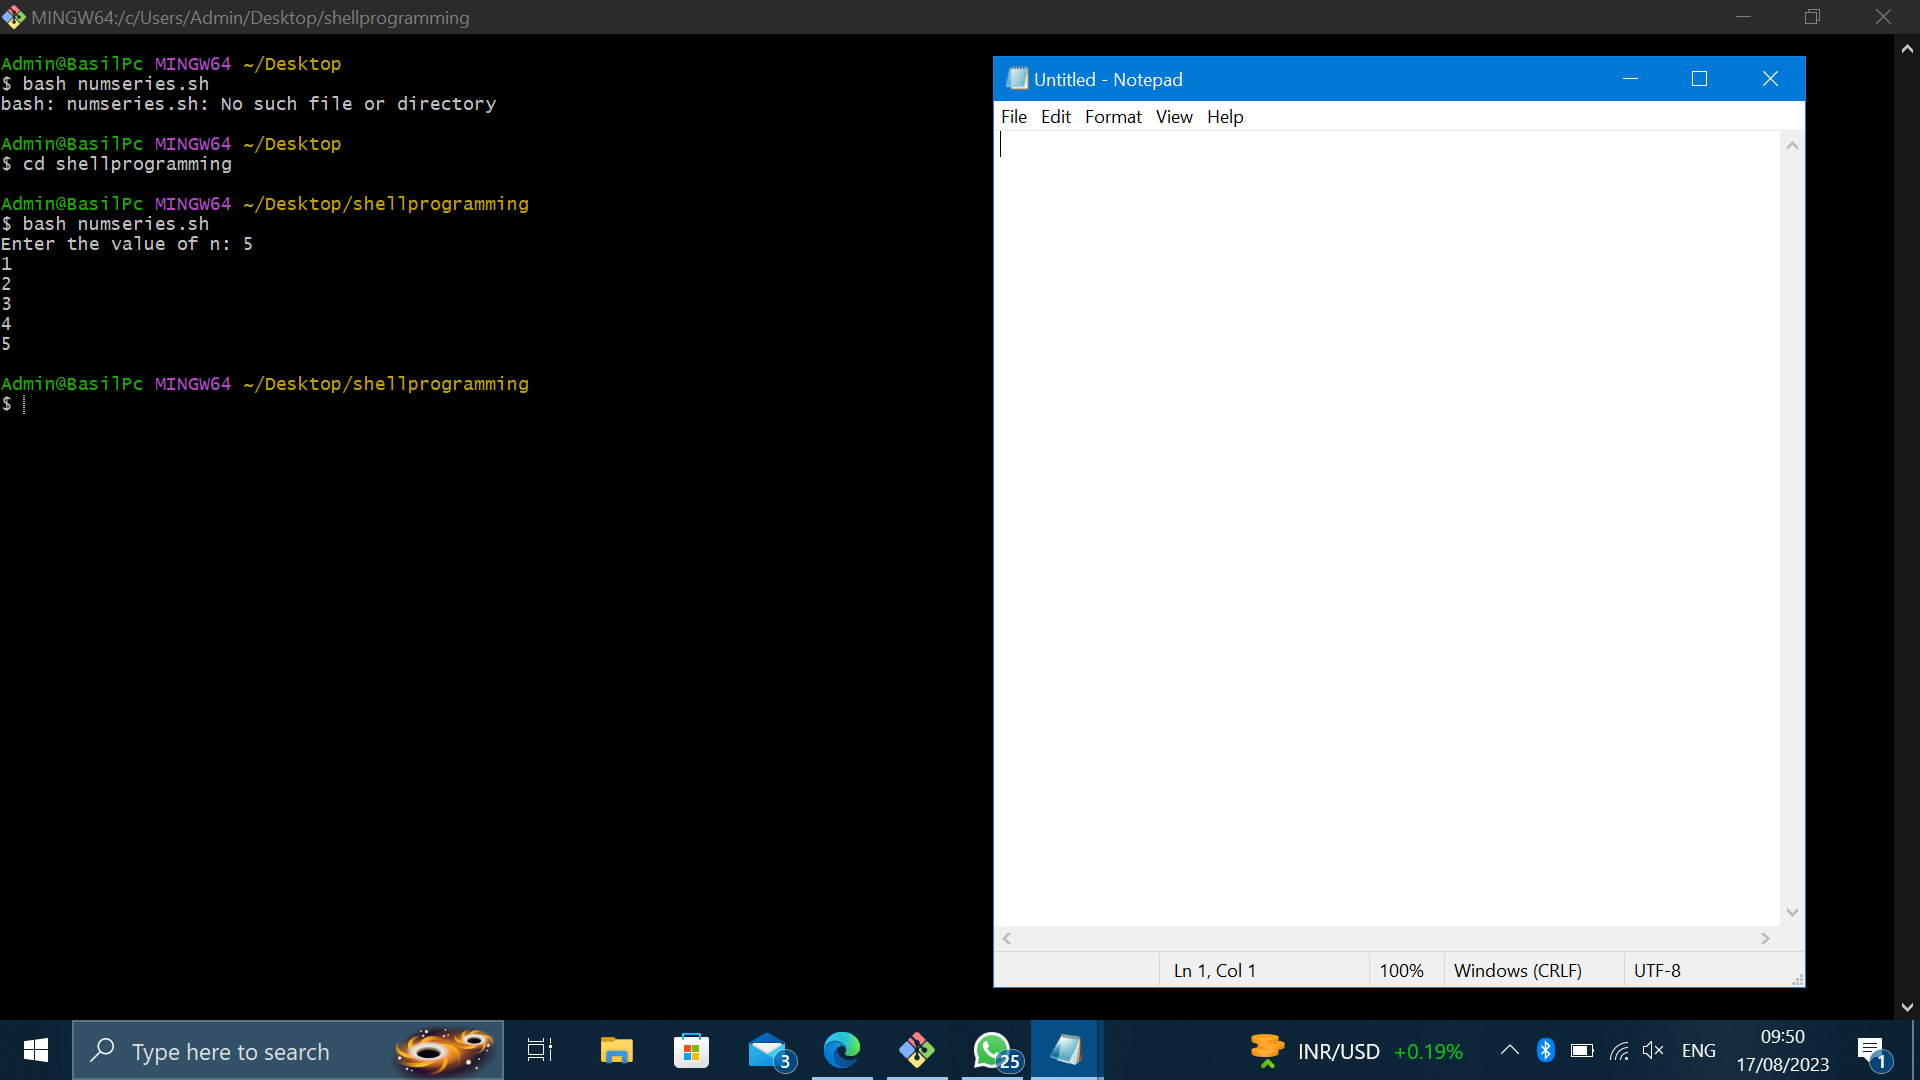 MINGW64:/c/Users/Admin/Desktop/shellprogramming
Admin@BasilPc MINGW64 ~/Desktop
$ bash numseries.sh
bash: numseries.sh: No such file or directory
Admin@BasilPc MINGW64 ~/Desktop
$ cd shellprogramming
Admin@BasilPc MINGW64 ~/Desktop/shellprogramming
$ bash numseries.sh
Enter the value of n: 5
1
2
3
4
5
Admin@BasilPc MINGW64 ~/Desktop/shellprogramming
$
Untitled - Notepad
File Edit Format View Help
Ln 1, Col 1 100% Windows (CRLF) UTF-8
Type here to search
3
25
INR/USD +0.19%
ENG
09:50
17/08/2023
1